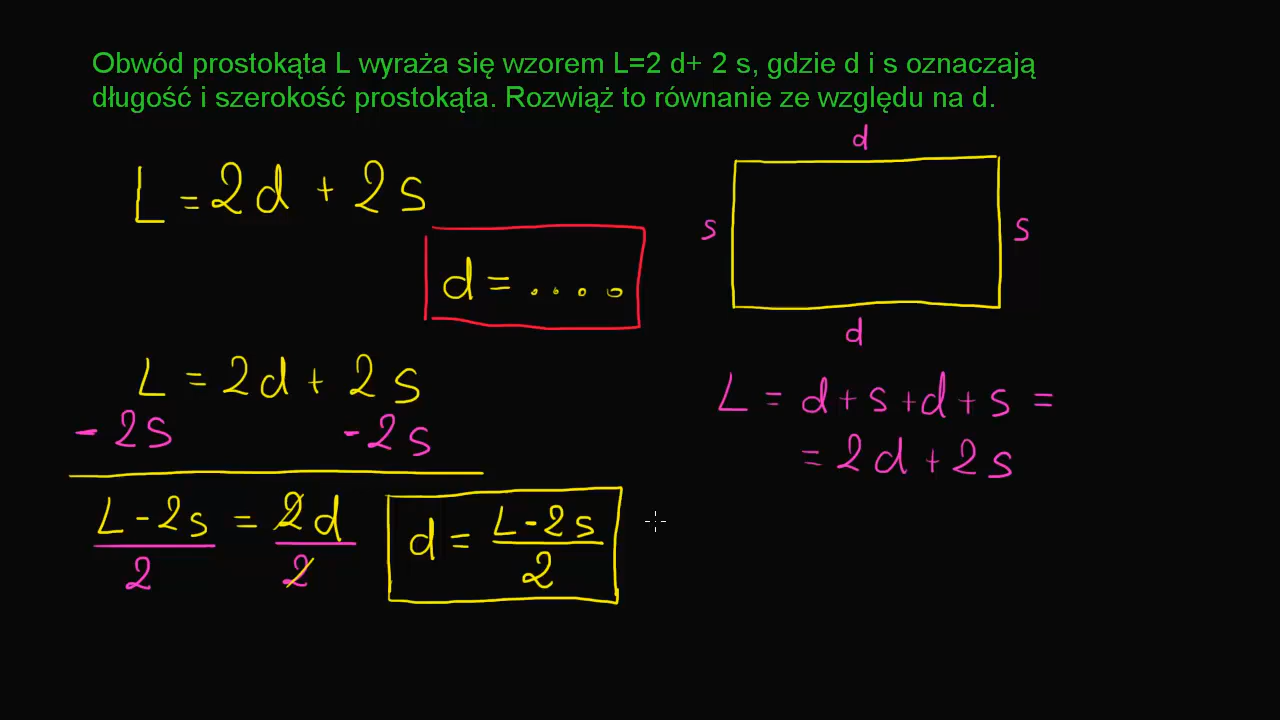 Obwód prostokąta L wyraża się wzorem L=2 d+ 2 s, gdzie d i s oznaczają
długość i szerokość prostokąta. Rozwiąż to równanie ze względu na d.
L = 2d + 2s
d = ....
L = 2d + 2s
- 2s - 2s
L - 2s = 2d
2 2
d = L - 2s
2
d
s s
d
L = d + s + d + s =
= 2d + 2s